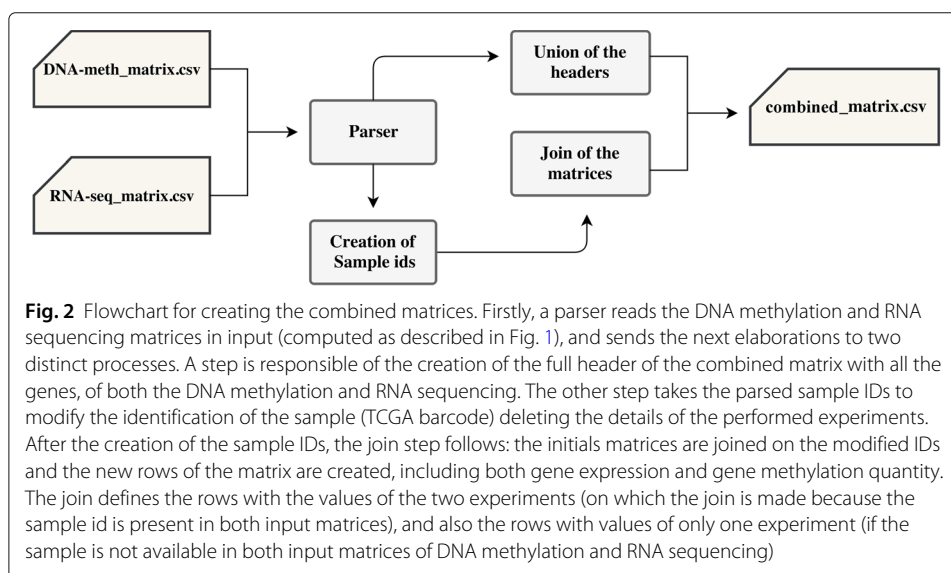 DNA-meth_matrix.csv
RNA-seq_matrix.csv
Parser
Creation of
Sample ids
Union of the
headers
Join of the
matrices
combined_matrix.csv
Fig. 2 Flowchart for creating the combined matrices. Firstly, a parser reads the DNA methylation and RNA
sequencing matrices in input (computed as described in Fig. 1), and sends the next elaborations to two
distinct processes. A step is responsible of the creation of the full header of the combined matrix with all the
genes, of both the DNA methylation and RNA sequencing. The other step takes the parsed sample IDs to
modify the identification of the sample (TCGA barcode) deleting the details of the performed experiments.
After the creation of the sample IDs, the join step follows: the initials matrices are joined on the modified IDs
and the new rows of the matrix are created, including both gene expression and gene methylation quantity.
The join defines the rows with the values of the two experiments (on which the join is made because the
sample id is present in both input matrices), and also the rows with values of only one experiment (if the
sample is not available in both input matrices of DNA methylation and RNA sequencing)